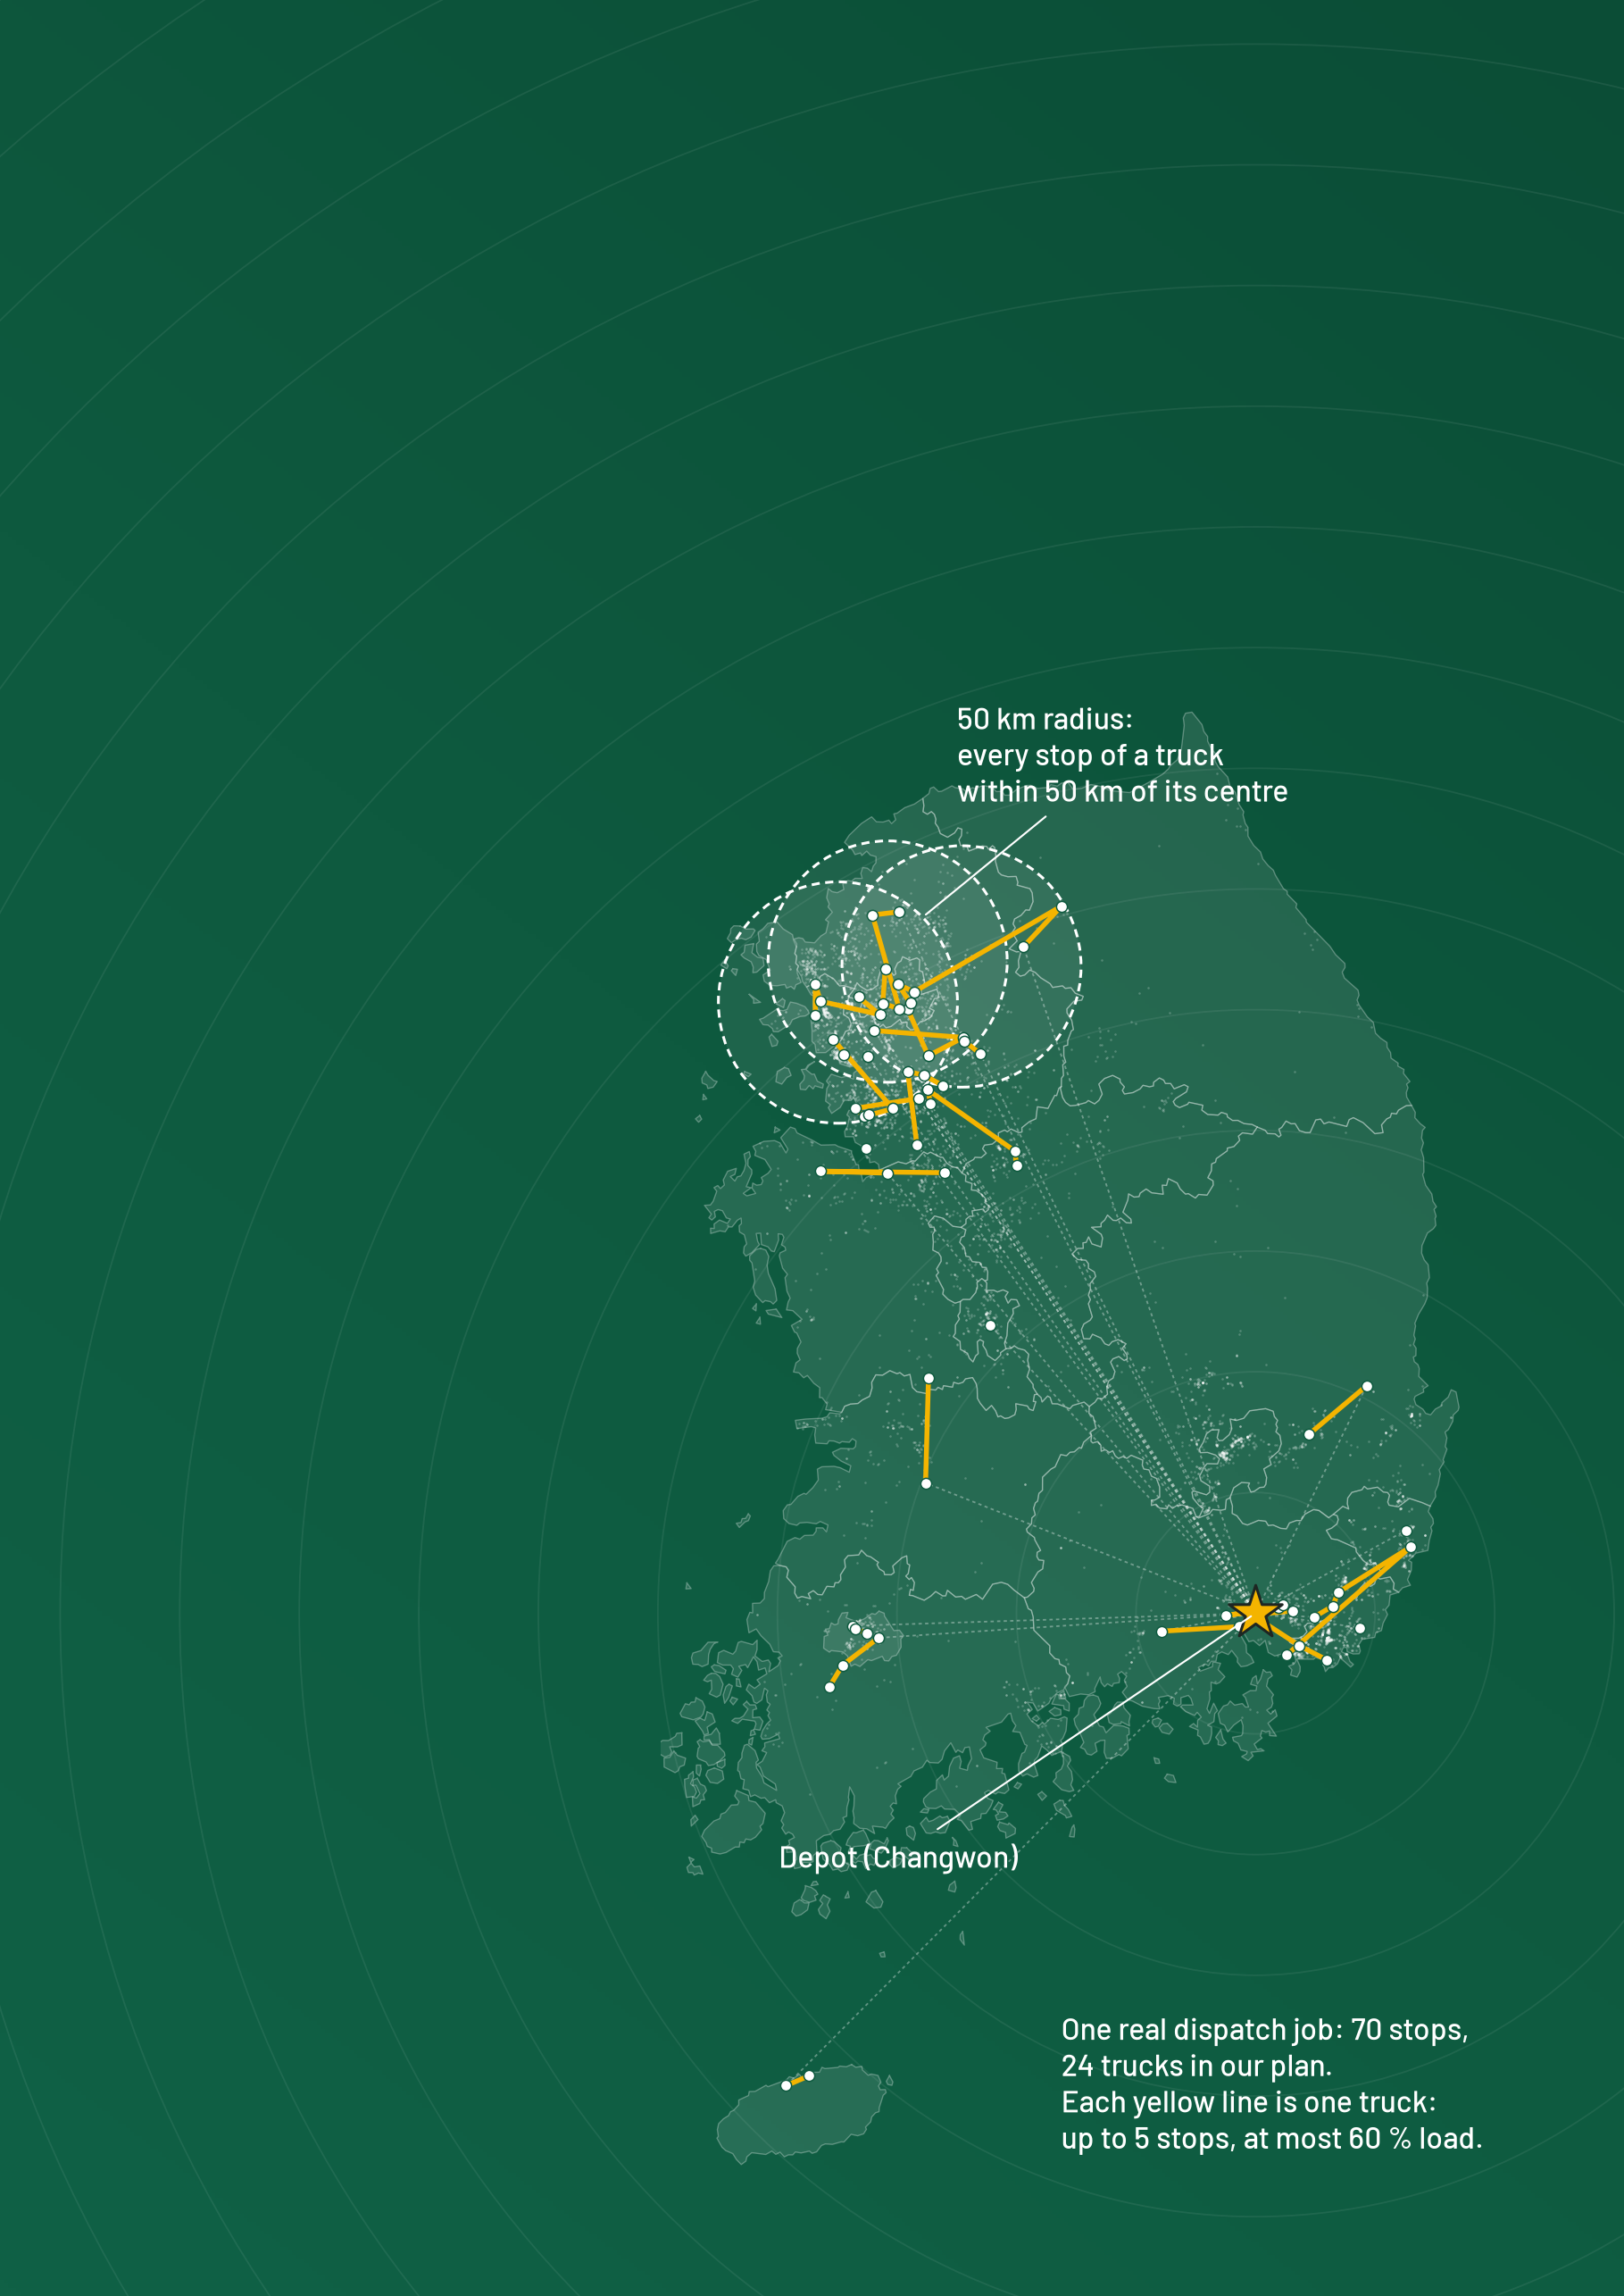 50 km radius:
every stop of a truck
within 50 km of its centre
Depot (Changwon)
One real dispatch job: 70 stops,
24 trucks in our plan.
Each yellow line is one truck:
up to 5 stops, at most 60 % load.